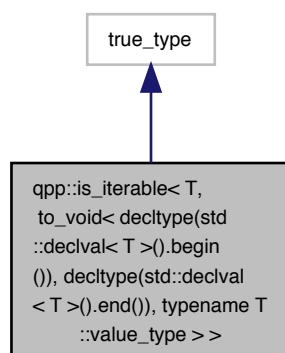 true_type
qpp::is_iterable< T,
to_void< decltype(std
::declval< T >().begin
()), decltype(std::declval
< T >().end()), typename T
::value_type > >